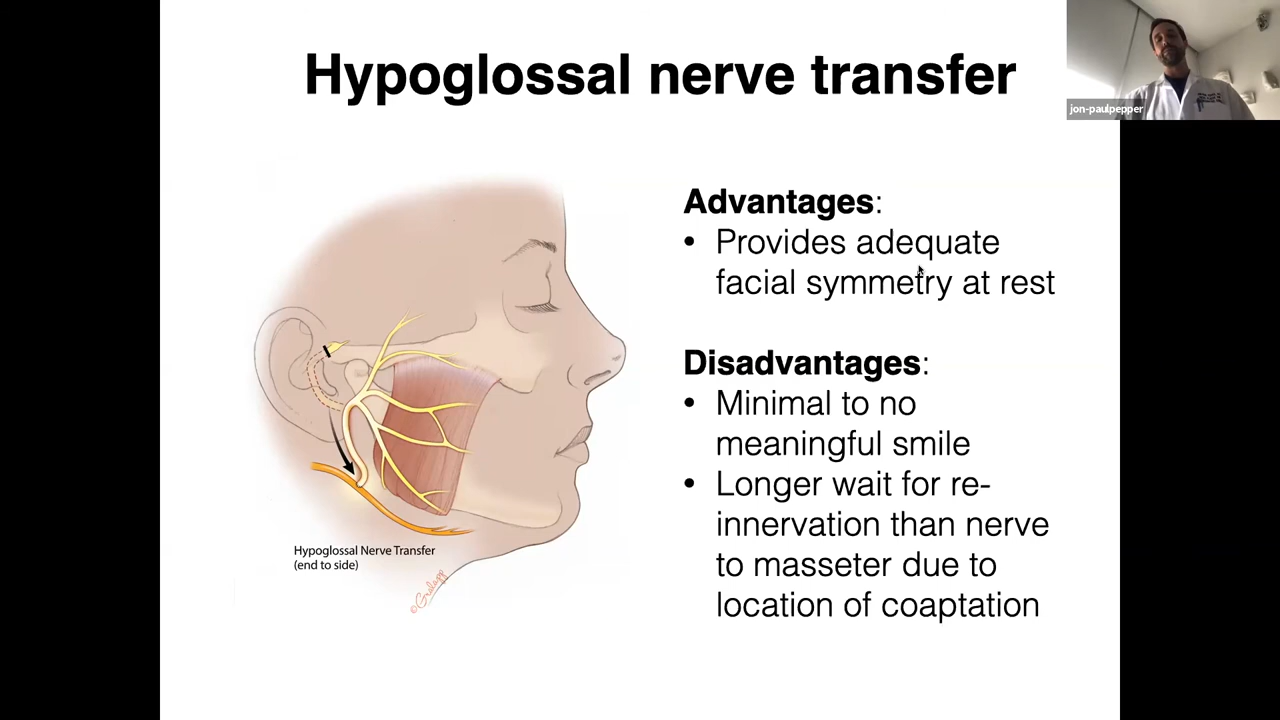 Hypoglossal nerve transfer
jon-paulpepper
Advantages:
• Provides adequate
facial symmetry at rest
Disadvantages:
• Minimal to no
meaningful smile
• Longer wait for re-
innervation than nerve
to masseter due to
location of coaptation
Hypoglossal Nerve Transfer
(end to side)